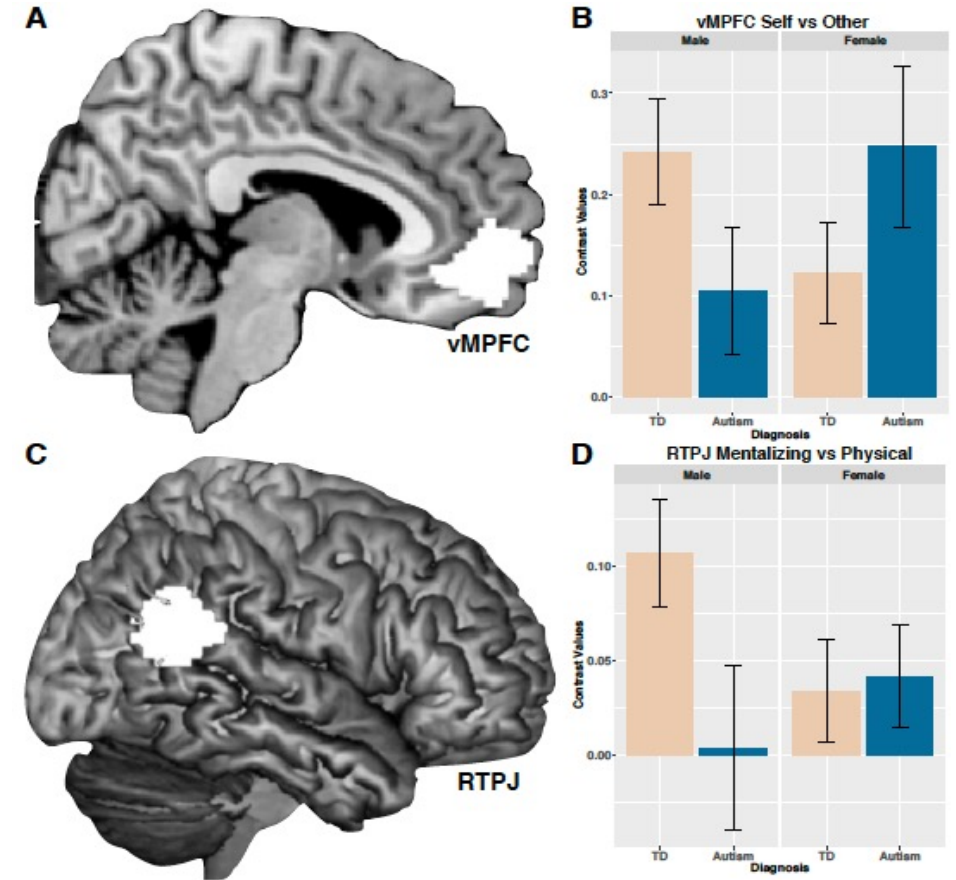 A
vMPFC
B
vMPFC Self vs Other
Male Female
Contrast Values
0.3
0.2
0.1
0.0
TD Autism TD Autism
Diagnosis
C
RTPJ
D
RTPJ Mentalizing vs Physical
Male Female
Contrast Values
0.10
0.05
0.00
TD Autism TD Autism
Diagnosis